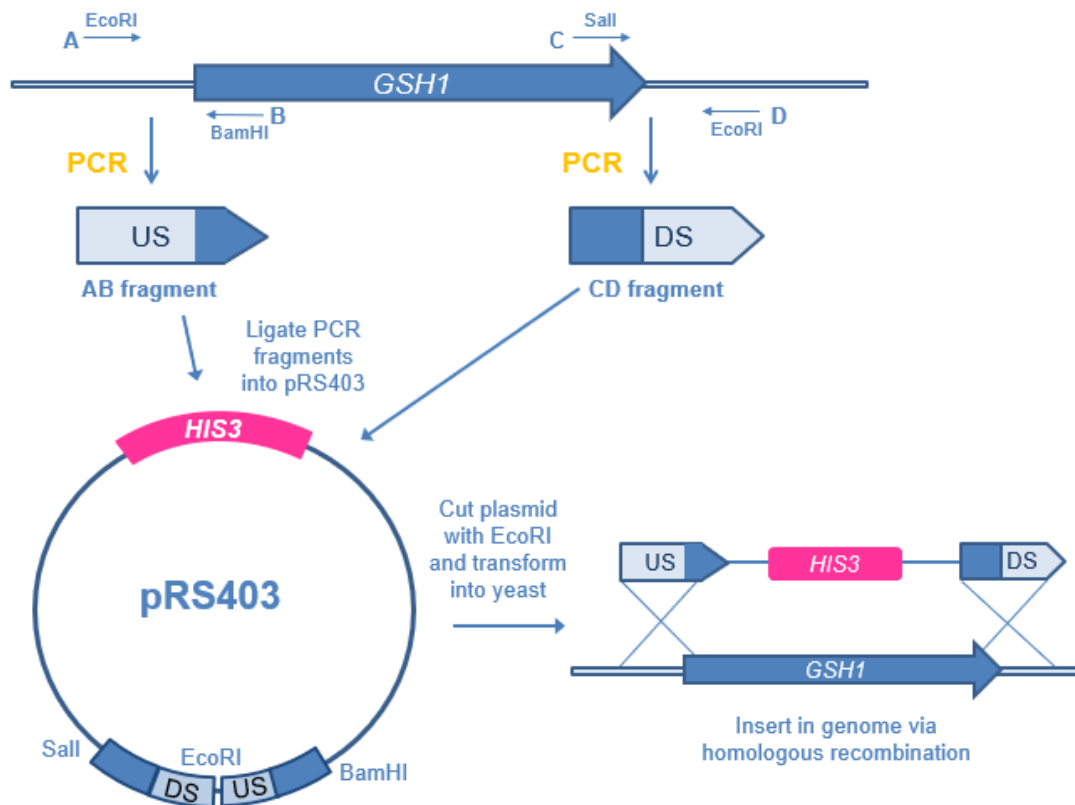 EcoRI
A
SalI
C
GSH1
B
BamHI
D
EcoRI
PCR
PCR
US
DS
AB fragment
CD fragment
Ligate PCR
fragments
into pRS403
HIS3
Cut plasmid
with EcoRI
and transform
into yeast
US
HIS3
DS
pRS403
GSH1
Insert in genome via
homologous recombination
SalI
EcoRI
BamHI
DS
US